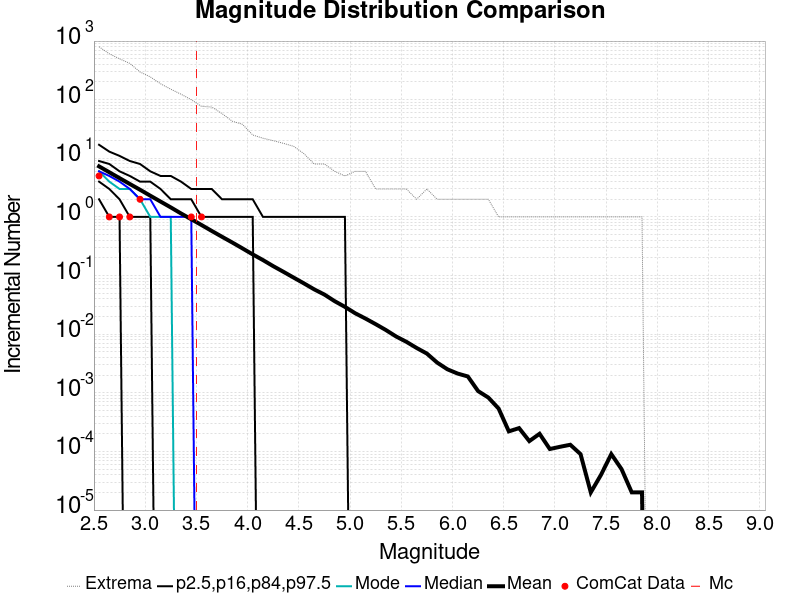 Magnitude Distribution Comparison
Incremental Number
10^3
10^2
10^1
10^0
10^-1
10^-2
10^-3
10^-4
10^-5
2.5 3.0 3.5 4.0 4.5 5.0 5.5 6.0 6.5 7.0 7.5 8.0 8.5 9.0
Magnitude
Extrema p2.5,p16,p84,p97.5 Mode Median Mean ComCat Data Mc